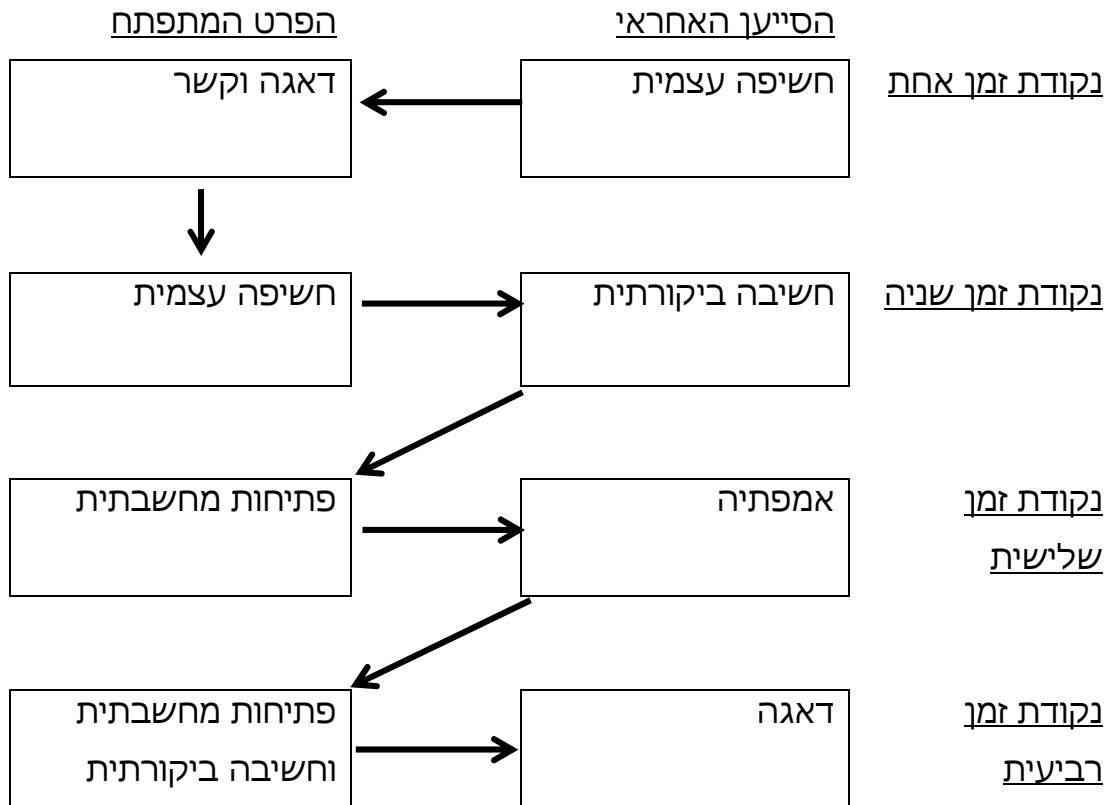 הסייען האחראי
הפרט המתפתח
נקודת זמן אחת
חשיפה עצמית
דאגה וקשר
נקודת זמן שניה
חשיבה ביקורתית
חשיפה עצמית
נקודת זמן
שלישית
אמפתיה
פתיחות מחשבתית
נקודת זמן
רביעית
דאגה
פתיחות מחשבתית
וחשיבה ביקורתית